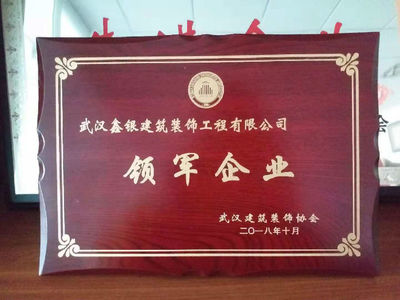 武汉鑫银建筑装饰工程有限公司
领军企业
武汉建筑装饰协会
二〇一八年十月